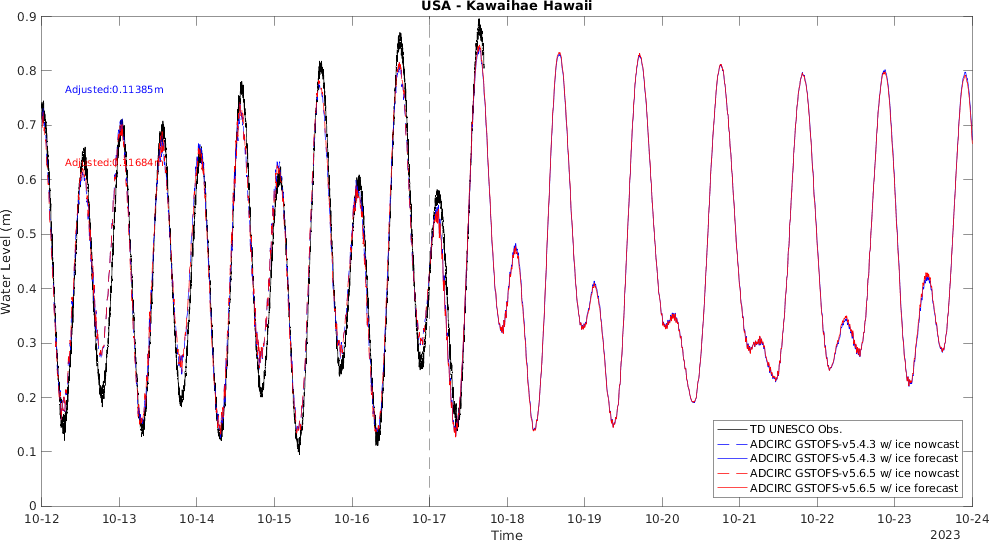 USA - Kawaihae Hawaii
0.9
0.8
0.7
0.6
0.5
0.4
0.3
0.2
0.1
0
Water Level (m)
Adjusted:0.11385m
Adjusted:0.11684m
TD UNESCO Obs.
ADCIRC GSTOFS-v5.4.3 w/ ice nowcast
ADCIRC GSTOFS-v5.4.3 w/ ice forecast
ADCIRC GSTOFS-v5.6.5 w/ ice nowcast
ADCIRC GSTOFS-v5.6.5 w/ ice forecast
10-12 10-13 10-14 10-15 10-16 10-17 10-18 10-19 10-20 10-21 10-22 10-23 10-24
Time
2023